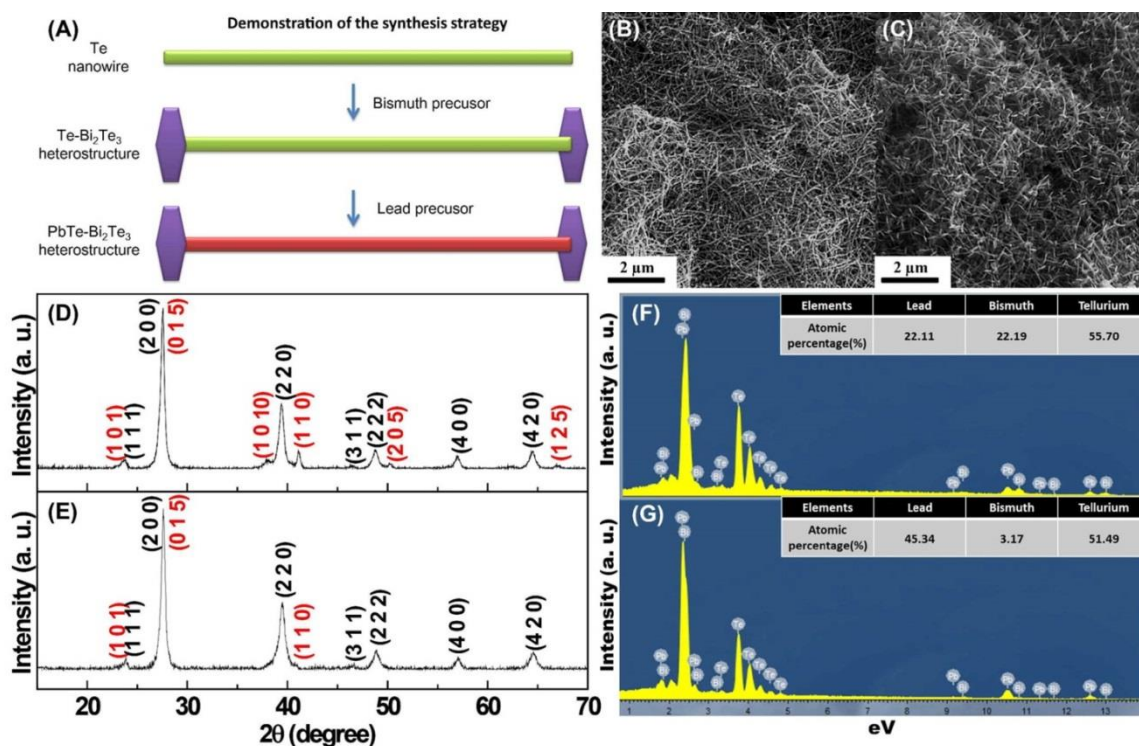 (A)
Demonstration of the synthesis strategy
Te
nanowire
Bismuth precusor
Te-Bi₂Te₃
heterostructure
Lead precusor
PbTe-Bi₂Te₃
heterostructure
(B)
2 μm
(C)
2 μm
(D)
Intensity (a. u.)
(1 0 1)
(1 1 1)
(2 0 0)
(0 1 5)
(1 0 10)
(2 2 0)
(1 1 0)
(3 1 1)
(2 2 2)
(2 0 5)
(4 0 0)
(4 2 0)
(1 2 5)
(E)
Intensity (a. u.)
(1 0 1)
(1 1 1)
(2 0 0)
(0 1 5)
(2 2 0)
(1 1 0)
(3 1 1)
(2 2 2)
(4 0 0)
(4 2 0)
20 30 40 50 60 70
2θ (degree)
(F)
Intensity (a. u.)
Elements Lead Bismuth Tellurium
Atomic
percentage(%) 22.11 22.19 55.70
(G)
Intensity (a. u.)
Elements Lead Bismuth Tellurium
Atomic
percentage(%) 45.34 3.17 51.49
1 2 3 4 5 6 7 8 9 10 11 12 13
eV